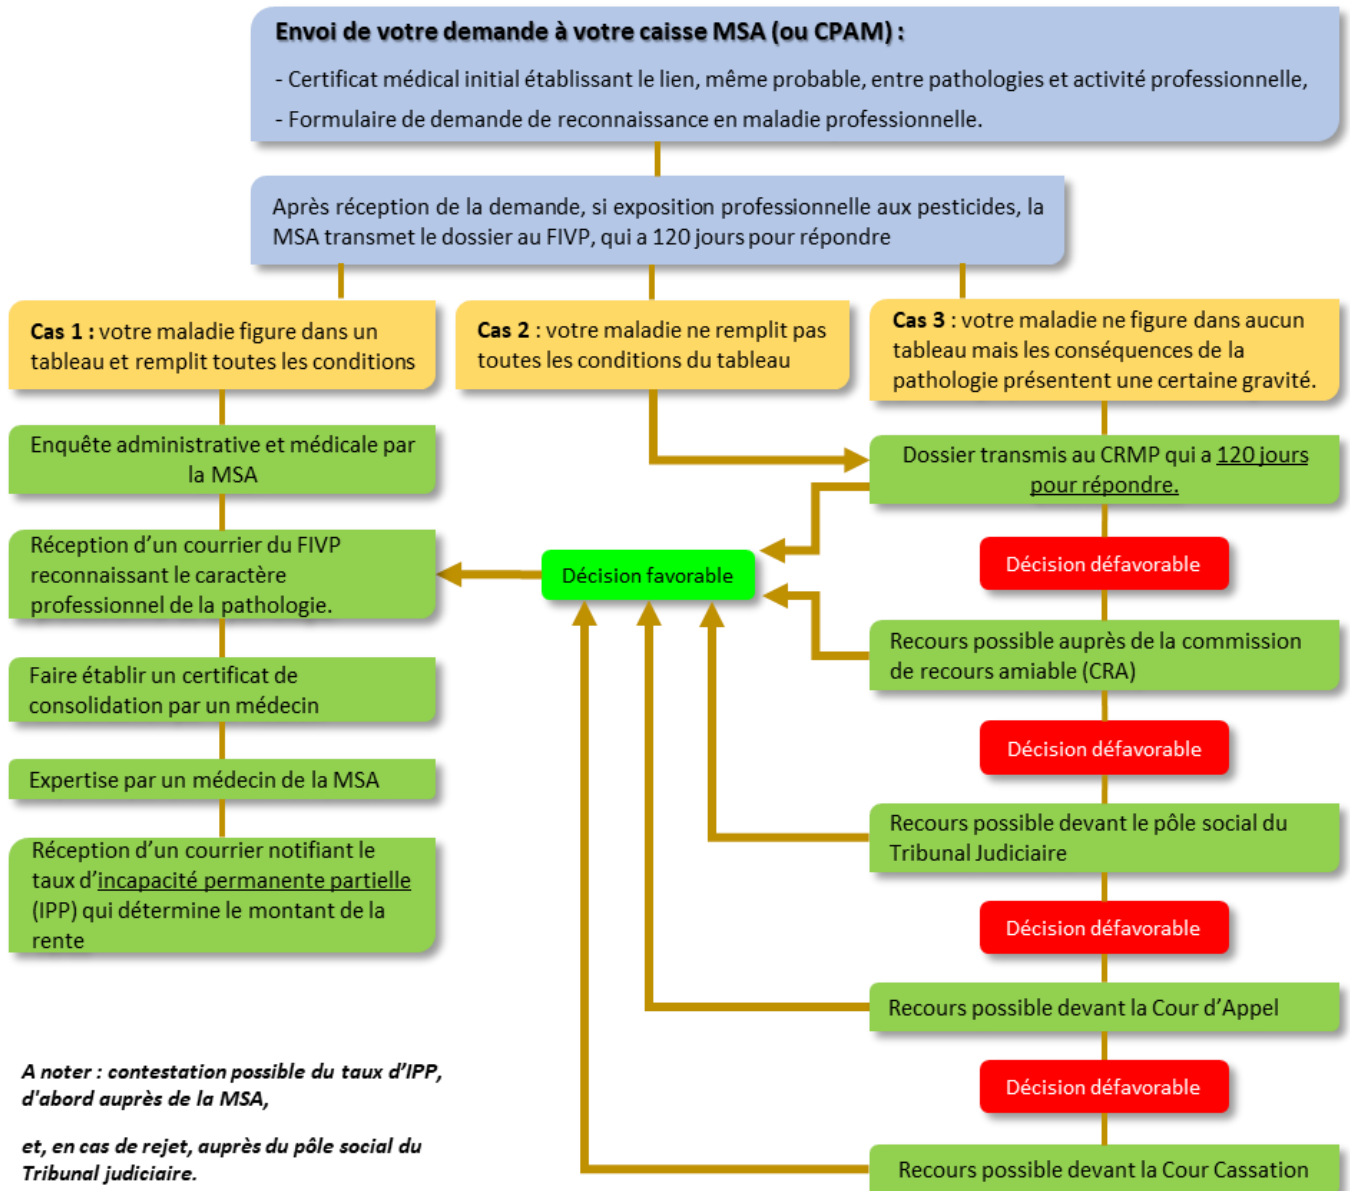 Envoi de votre demande à votre caisse MSA (ou CPAM) :
- Certificat médical initial établissant le lien, même probable, entre pathologies et activité professionnelle,
- Formulaire de demande de reconnaissance en maladie professionnelle.
Après réception de la demande, si exposition professionnelle aux pesticides, la
MSA transmet le dossier au FIVP, qui a 120 jours pour répondre
Cas 1 : votre maladie figure dans un
tableau et remplit toutes les conditions
Cas 2 : votre maladie ne remplit pas
toutes les conditions du tableau
Cas 3 : votre maladie ne figure dans aucun
tableau mais les conséquences de la
pathologie présentent une certaine gravité.
Enquête administrative et médicale par
la MSA
Réception d'un courrier du FIVP
reconnaissant le caractère
professionnel de la pathologie.
Faire établir un certificat de
consolidation par un médecin
Expertise par un médecin de la MSA
Réception d'un courrier notifiant le
taux d'incapacité permanente partielle
(IPP) qui détermine le montant de la
rente
Décision favorable
Dossier transmis au CRMP qui a 120 jours
pour répondre.
Décision défavorable
Recours possible auprès de la commission
de recours amiable (CRA)
Décision défavorable
Recours possible devant le pôle social du
Tribunal Judiciaire
Décision défavorable
Recours possible devant la Cour d'Appel
Décision défavorable
Recours possible devant la Cour Cassation
A noter : contestation possible du taux d'IPP,
d'abord auprès de la MSA,
et, en cas de rejet, auprès du pôle social du
Tribunal judiciaire.